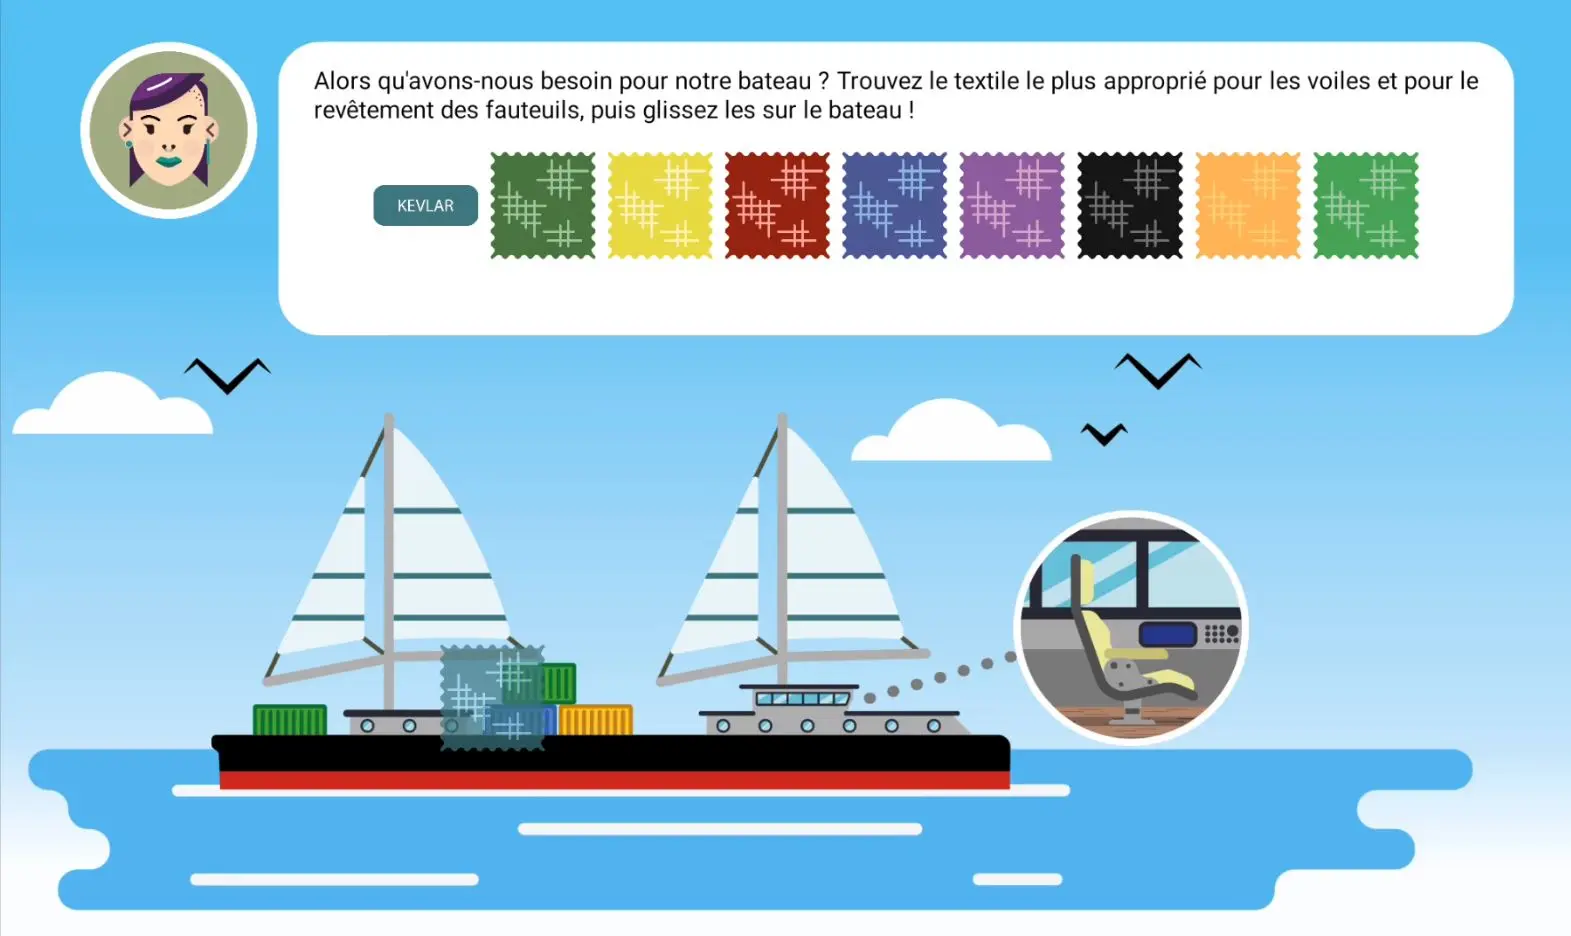 Alors qu'avons-nous besoin pour notre bateau ? Trouvez le textile le plus approprié pour les voiles et pour le
revêtement des fauteuils, puis glissez les sur le bateau !
KEVLAR